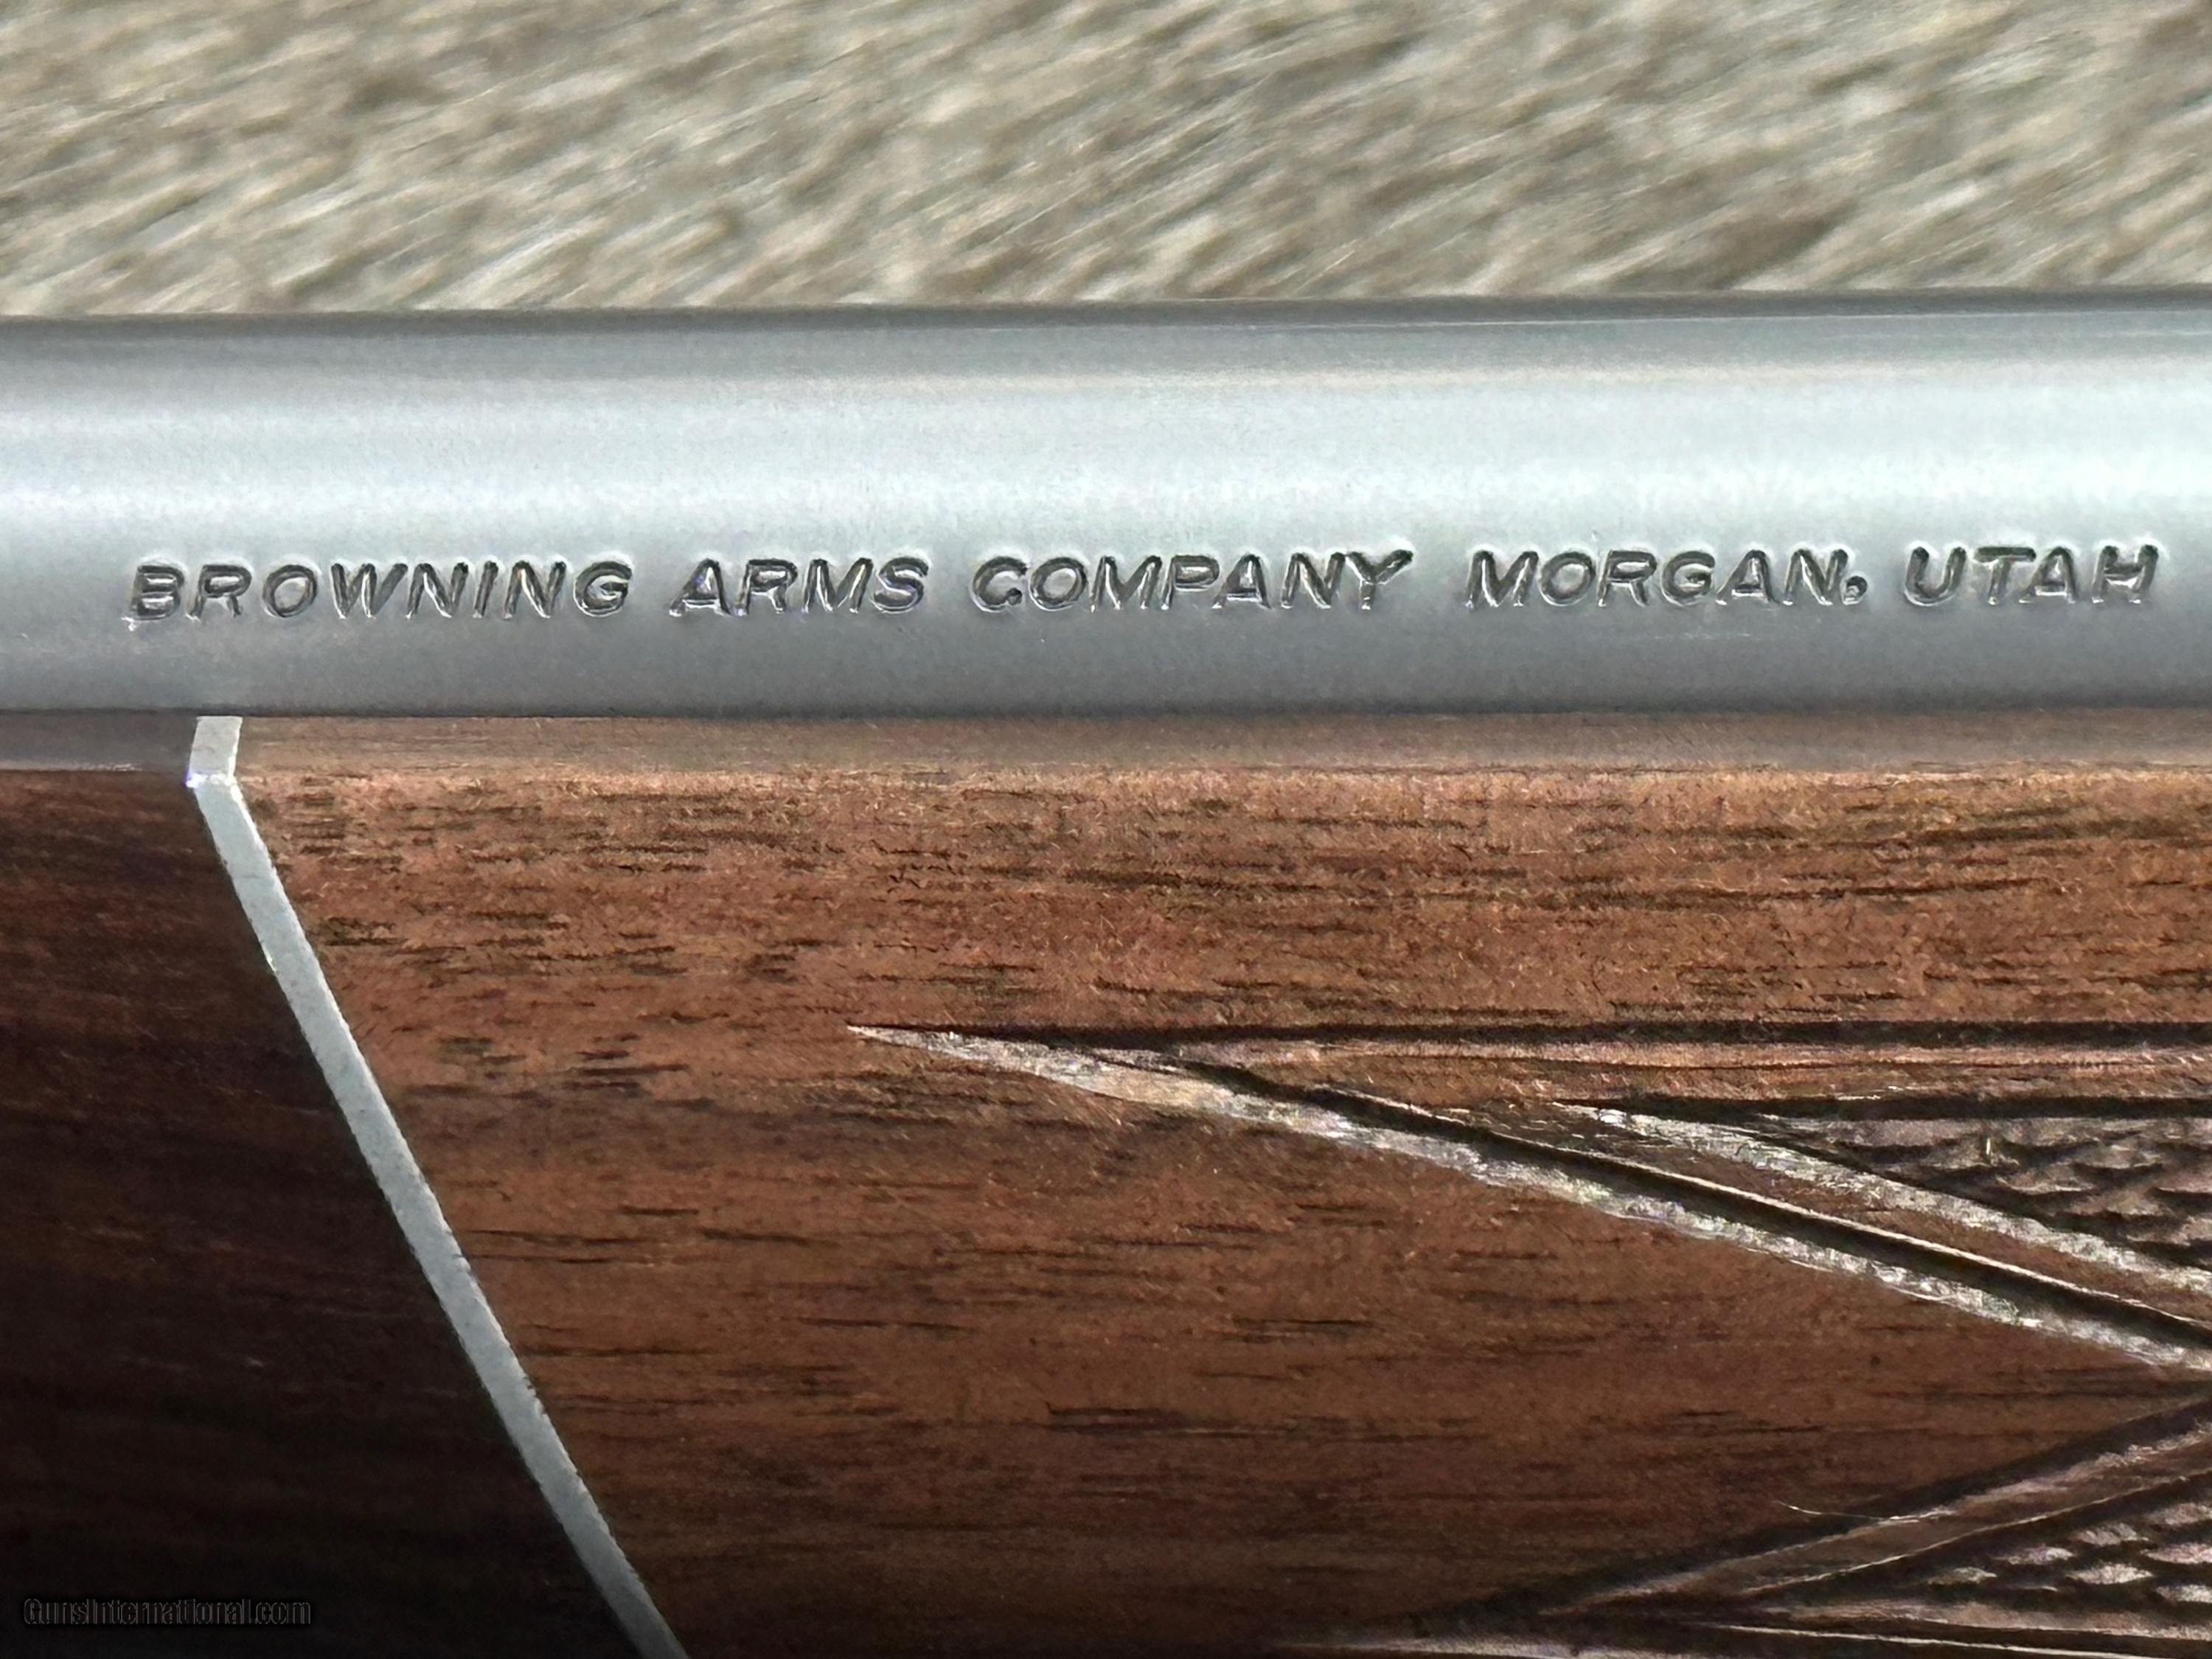 BROWNING ARMS COMPANY MORGAN, UTAH
GunsInternational.com